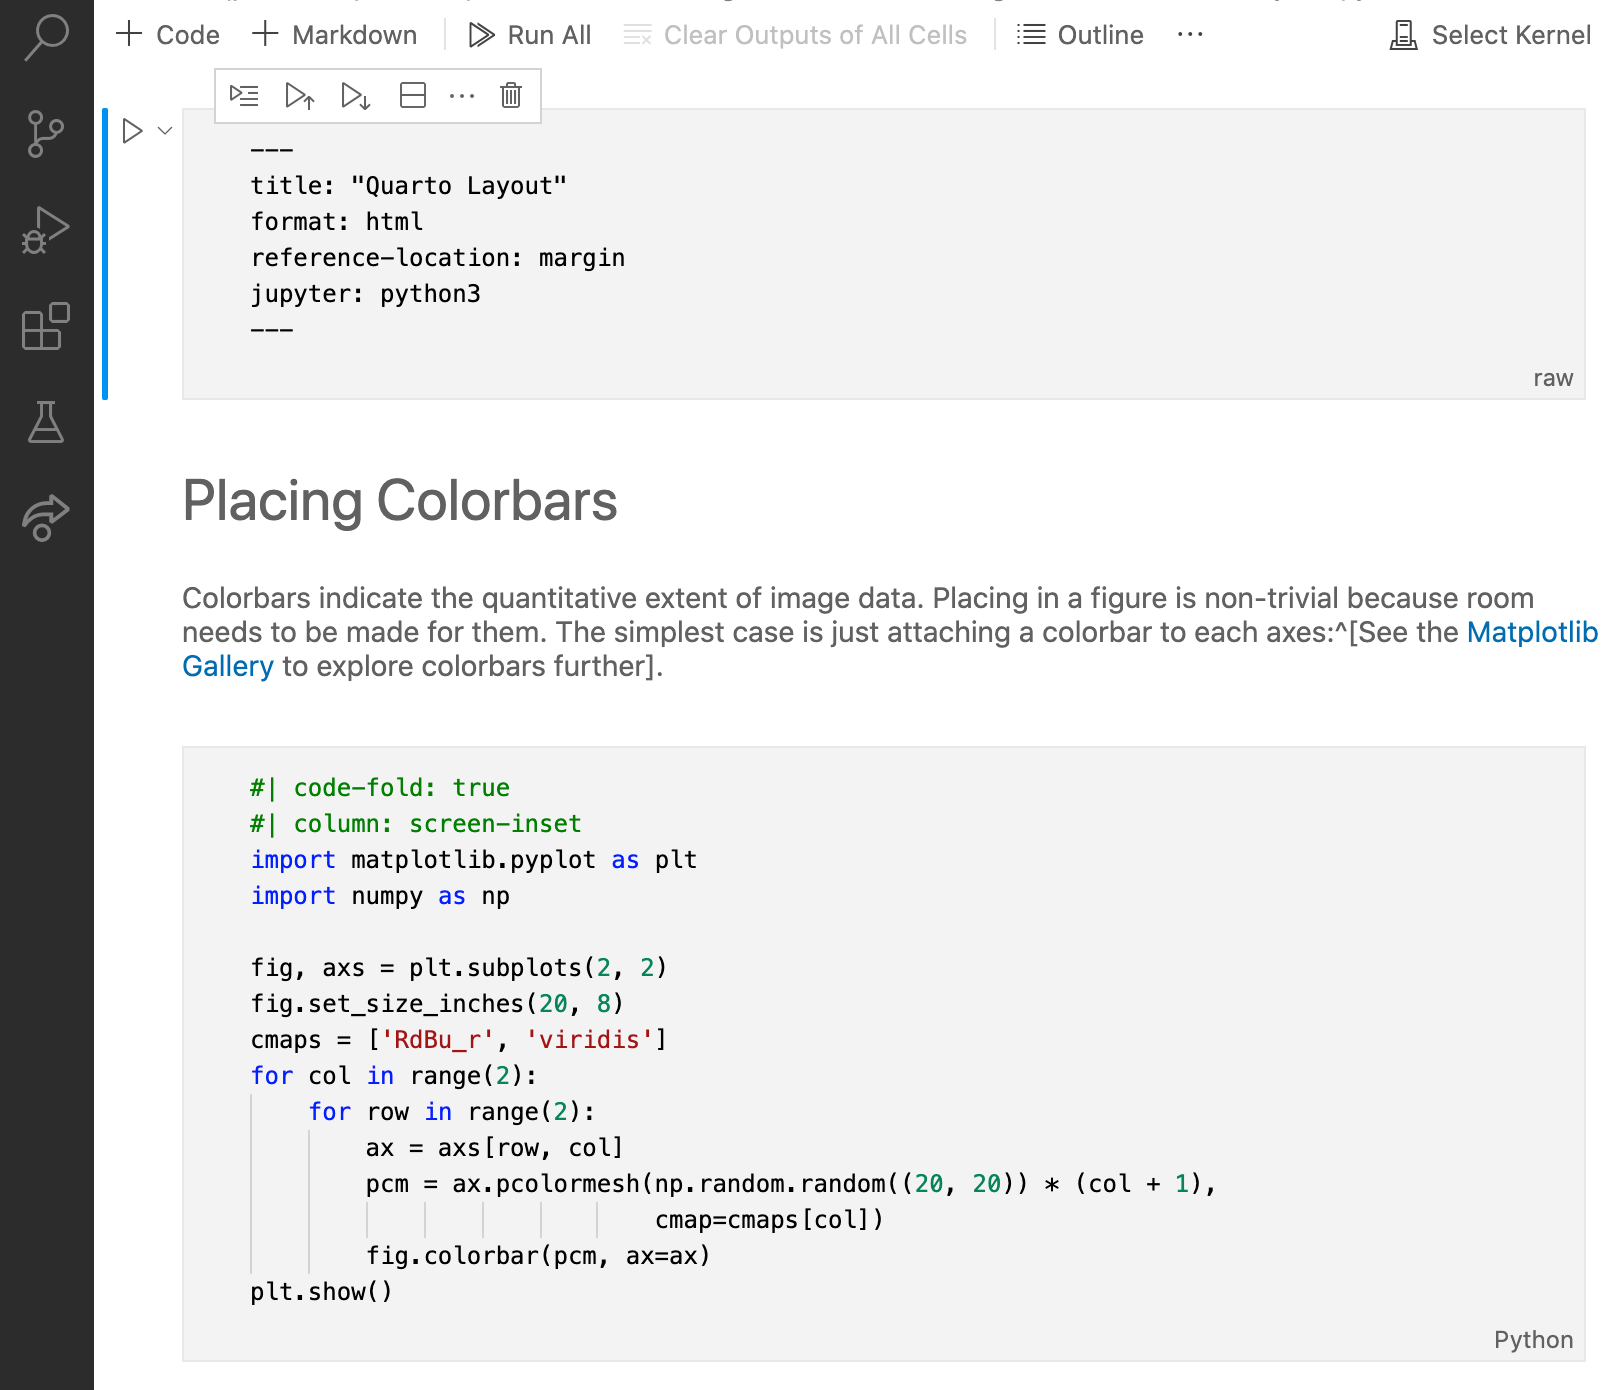 Code Markdown Run All Clear Outputs of All Cells Outline ··· Select Kernel
---
title: "Quarto Layout"
format: html
reference-location: margin
jupyter: python3
---
raw
Placing Colorbars
Colorbars indicate the quantitative extent of image data. Placing in a figure is non-trivial because room
needs to be made for them. The simplest case is just attaching a colorbar to each axes:^[See the Matplotlib
Gallery to explore colorbars further].
#| code-fold: true
#| column: screen-inset
import matplotlib.pyplot as plt
import numpy as np
fig, axs = plt.subplots(2, 2)
fig.set_size_inches(20, 8)
cmaps = ['RdBu_r', 'viridis']
for col in range(2):
    for row in range(2):
        ax = axs[row, col]
        pcm = ax.pcolormesh(np.random.random((20, 20)) * (col + 1),
                            cmap=cmaps[col])
        fig.colorbar(pcm, ax=ax)
plt.show()
Python